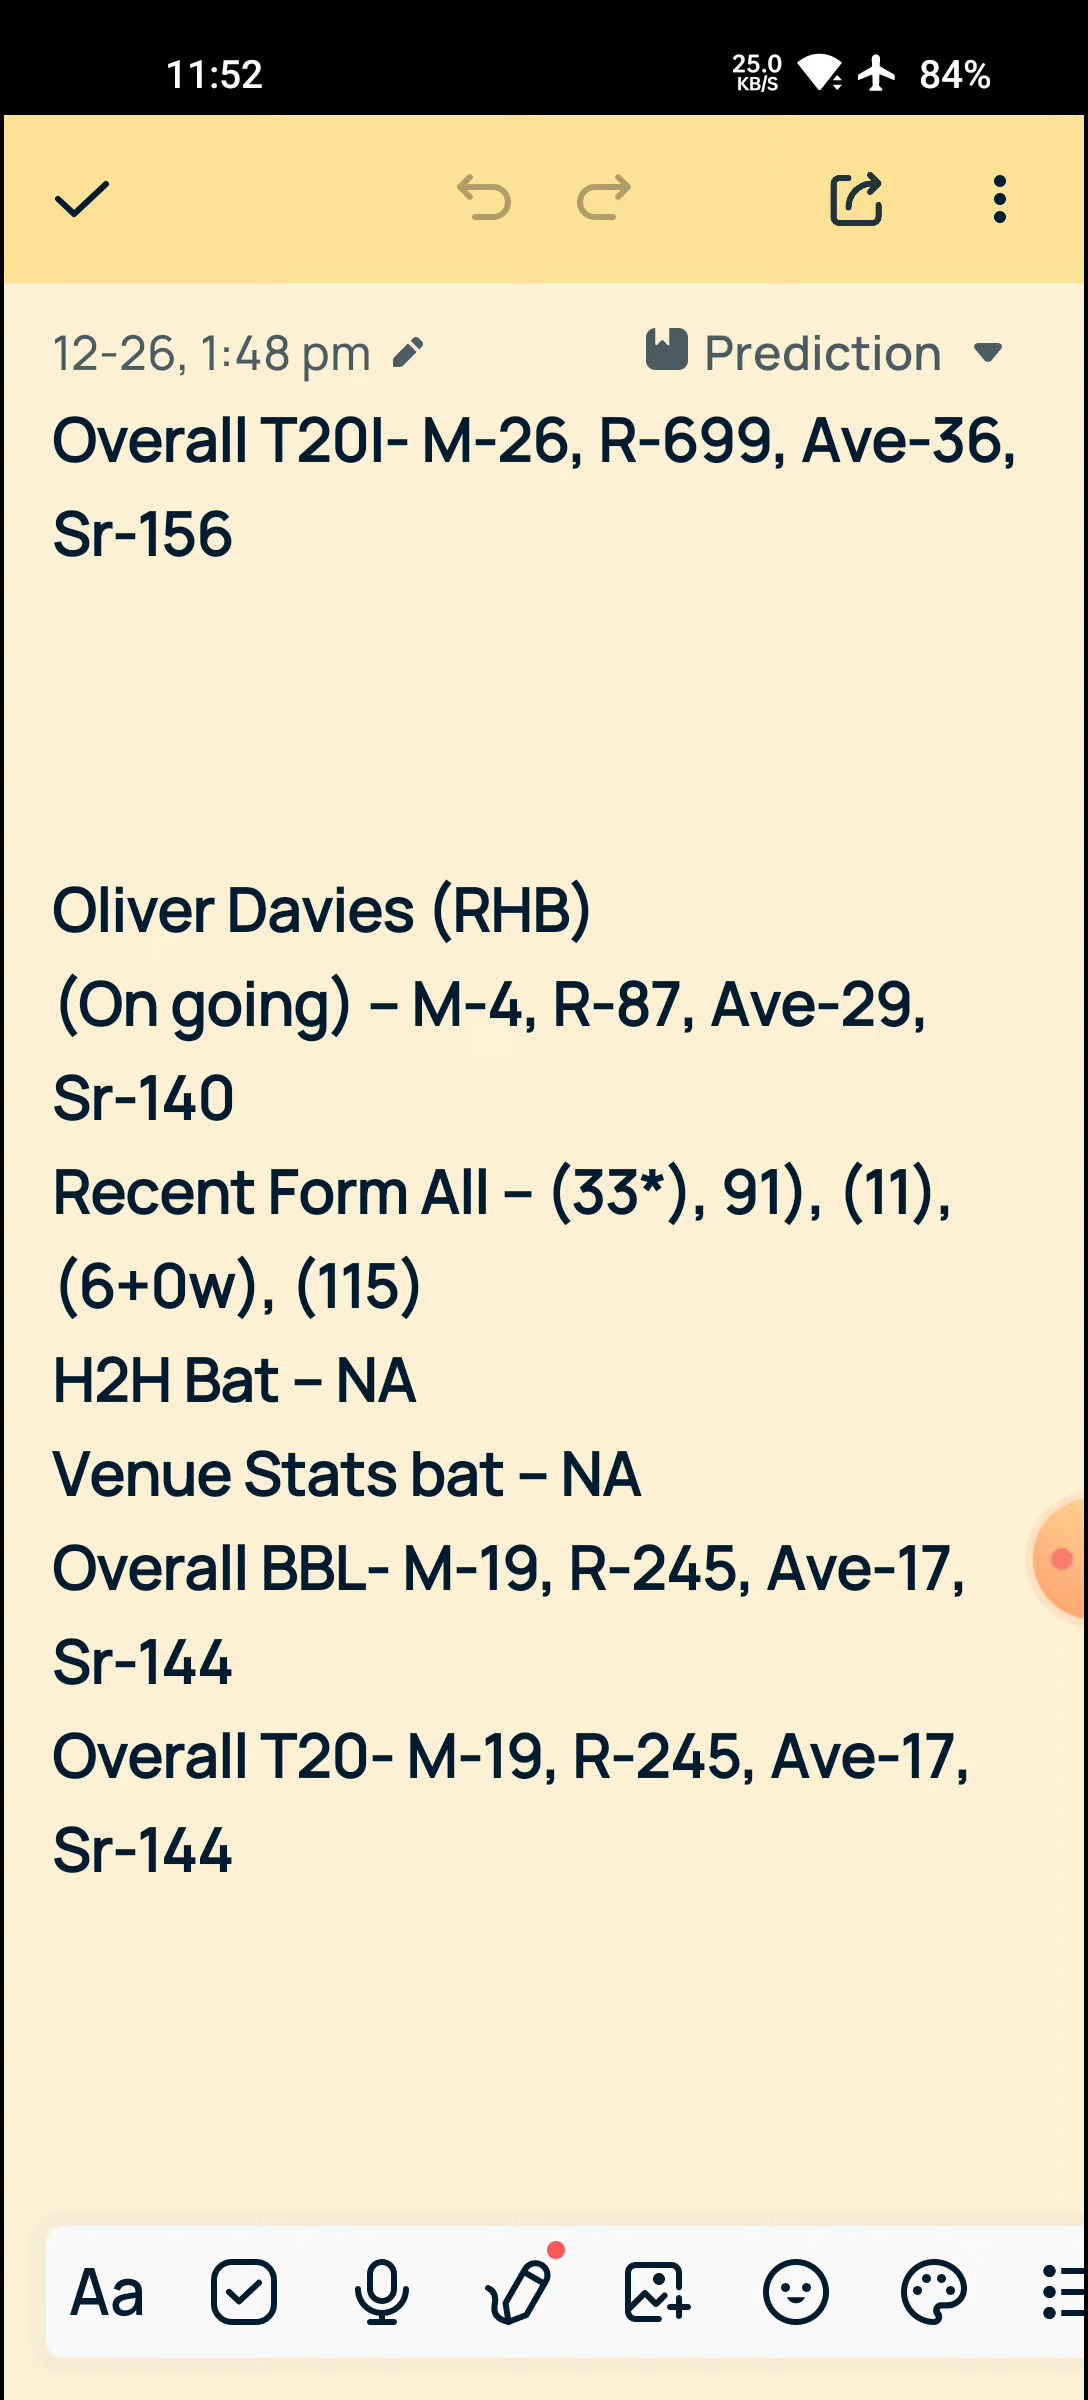 11:52
25.0
KB/S
84%
12-26, 1:48 pm
Prediction
Overall T20I- M-26, R-699, Ave-36,
Sr-156
Oliver Davies (RHB)
(On going) – M-4, R-87, Ave-29,
Sr-140
Recent Form All – (33*), 91), (11),
(6+0w), (115)
H2H Bat – NA
Venue Stats bat – NA
Overall BBL- M-19, R-245, Ave-17,
Sr-144
Overall T20- M-19, R-245, Ave-17,
Sr-144
Aa